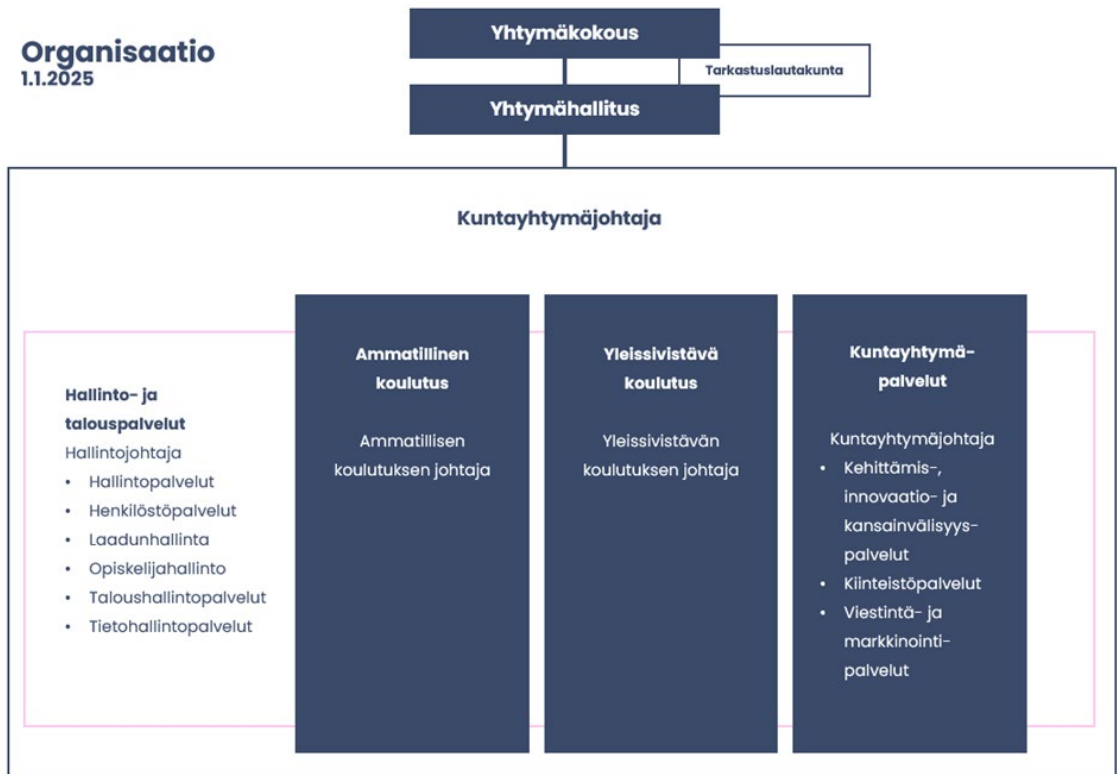 Organisaatio
1.1.2025
Yhtymäkokous
Tarkastuslautakunta
Yhtymähallitus
Kuntayhtymäjohtaja
Hallinto- ja
talouspalvelut
Hallintojohtaja
• Hallintopalvelut
• Henkilöstöpalvelut
• Laadunhallinta
• Opiskelijahallinto
• Taloushallintopalvelut
• Tietohallintopalvelut
Ammatillinen
koulutus
Ammatillisen
koulutuksen johtaja
Yleissivistävä
koulutus
Yleissivistävän
koulutuksen johtaja
Kuntayhtymä-
palvelut
Kuntayhtymäjohtaja
• Kehittämis-,
innovaatio- ja
kansainvälisyys-
palvelut
• Kiinteistöpalvelut
• Viestintä- ja
markkinointi-
palvelut